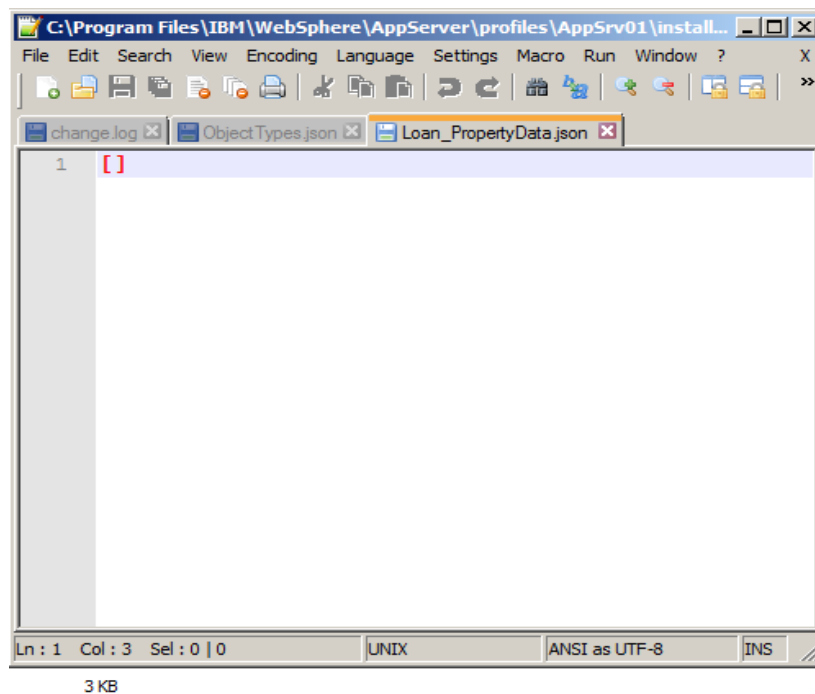 C:\Program Files\IBM\WebSphere\AppServer\profiles\AppSrv01\install...
File Edit Search View Encoding Language Settings Macro Run Window ? X
change.log ObjectTypes.json Loan_PropertyData.json
1 []
Ln : 1 Col : 3 Sel : 0 | 0 UNIX ANSI as UTF-8 INS
3 KB